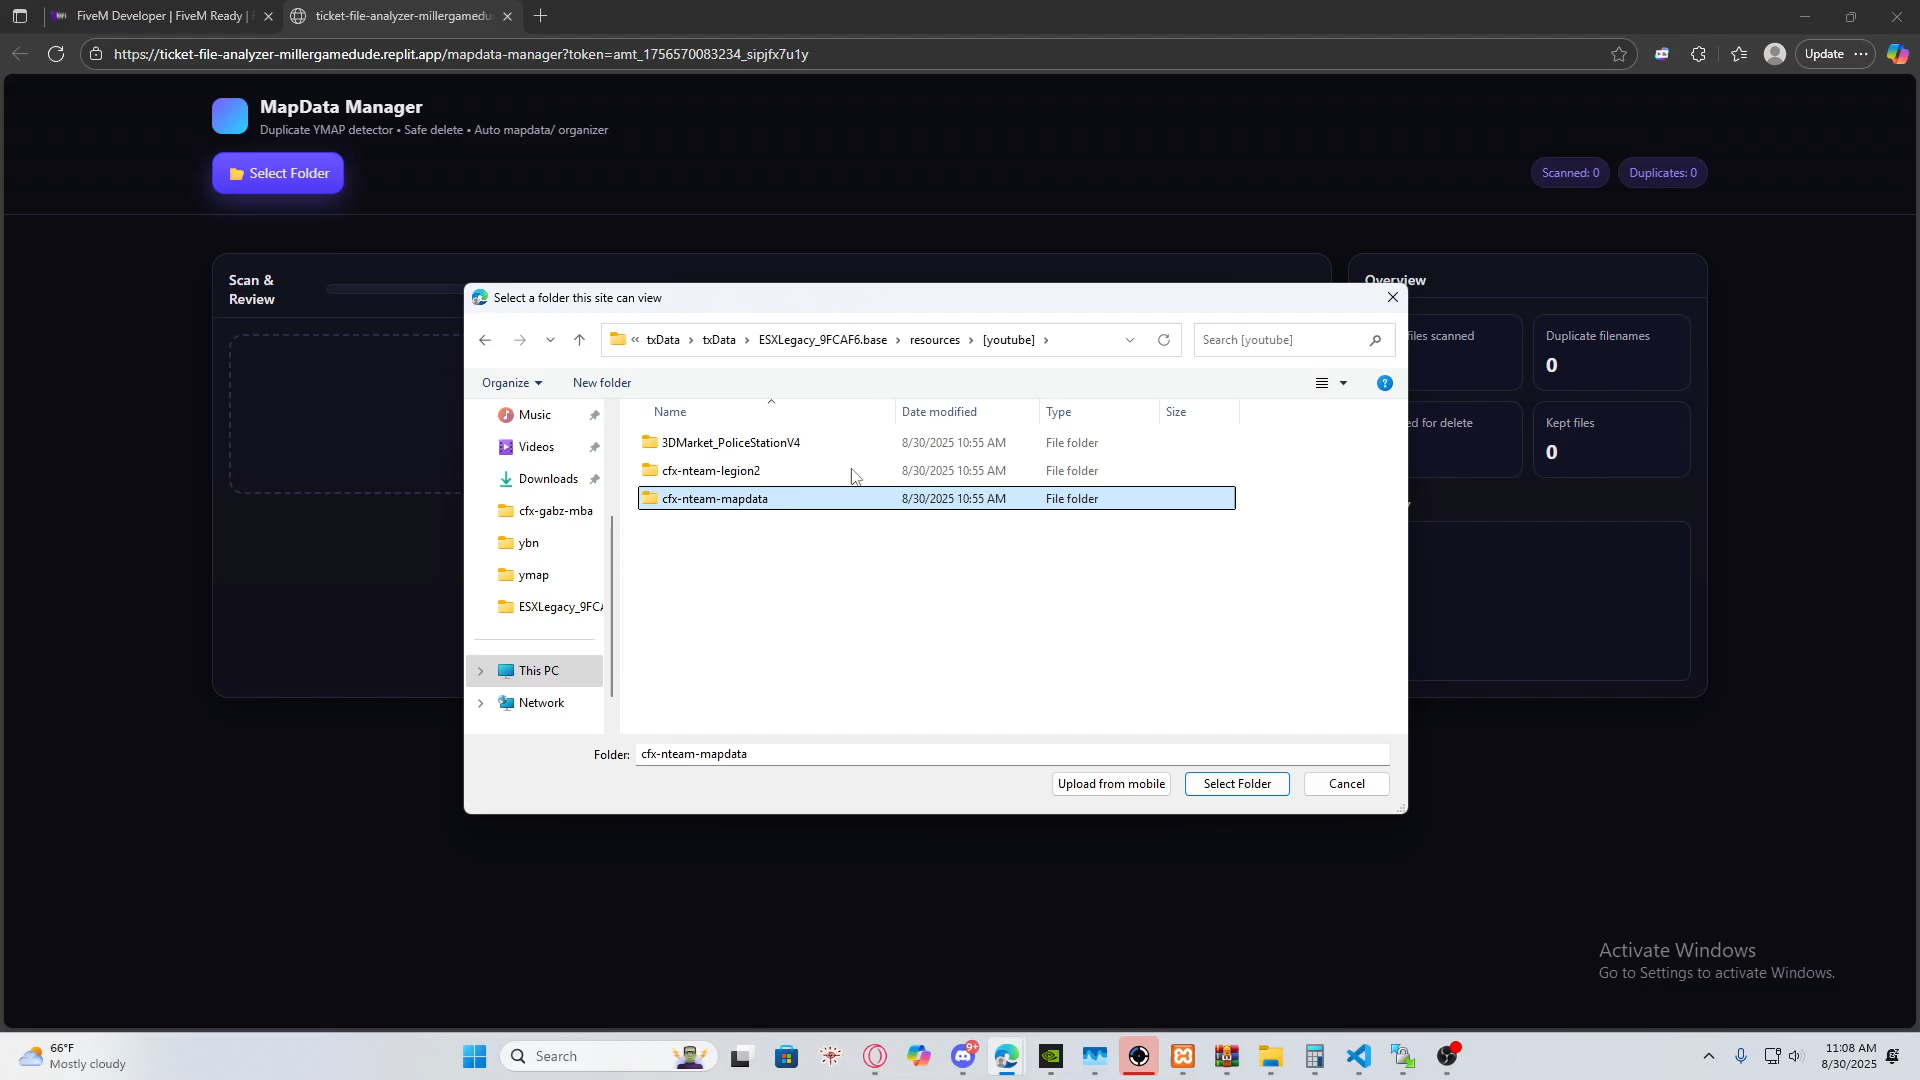 FiveM Developer | FiveM Ready |
ticket-file-analyzer-millergamedu
https://ticket-file-analyzer-millergamedude.replit.app/mapdata-manager?token=amt_1756570083234_sipjfx7u1y
Update
MapData Manager
Duplicate YMAP detector • Safe delete • Auto mapdata/ organizer
Select Folder
Scanned: 0
Duplicates: 0
Scan &
Review
Overview
files scanned
Duplicate filenames
0
ed for delete
Kept files
0
Select a folder this site can view
« txData › txData › ESXLegacy_9FCAF6.base › resources › [youtube] ›
Search [youtube]
Organize
New folder
Music
Videos
Downloads
cfx-gabz-mba
ybn
ymap
ESXLegacy_9FCA
This PC
Network
Name Date modified Type Size
3DMarket_PoliceStationV4 8/30/2025 10:55 AM File folder
cfx-nteam-legion2 8/30/2025 10:55 AM File folder
cfx-nteam-mapdata 8/30/2025 10:55 AM File folder
Folder: cfx-nteam-mapdata
Upload from mobile
Select Folder
Cancel
Activate Windows
Go to Settings to activate Windows.
66°F
Mostly cloudy
Search
9+
11:08 AM
8/30/2025